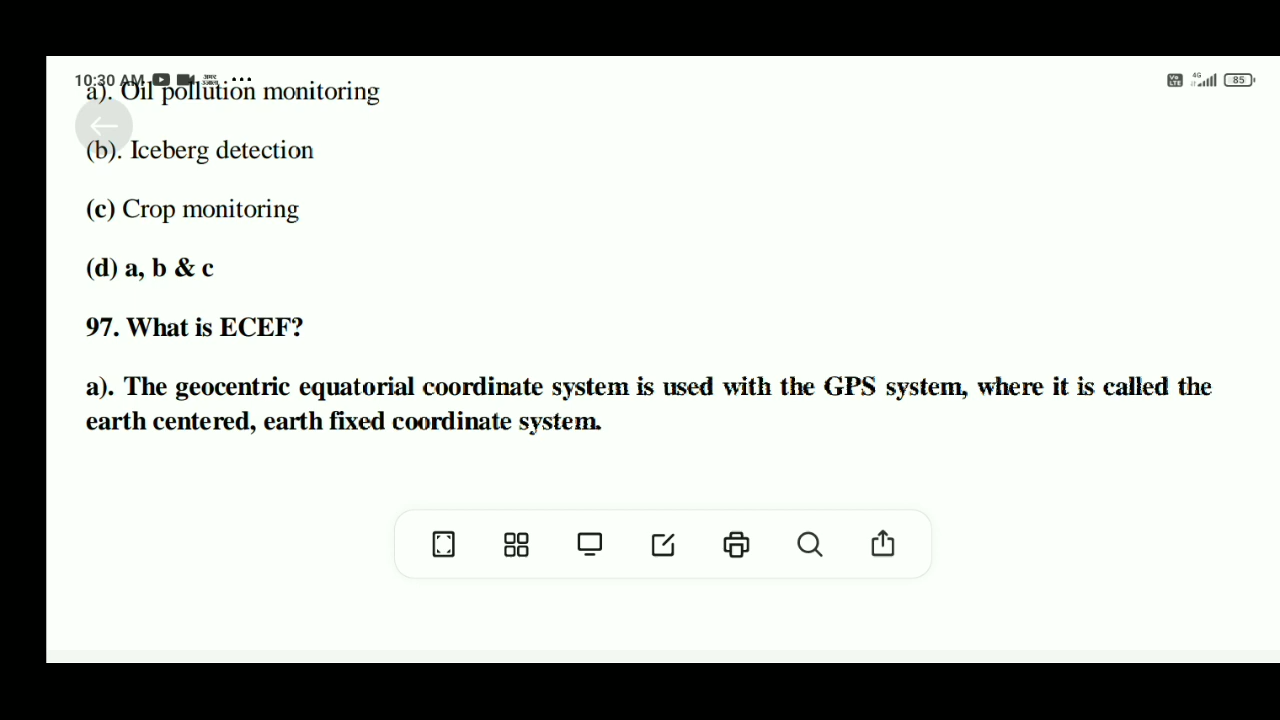 10:30 AM
85
a). Oil pollution monitoring
(b). Iceberg detection
(c) Crop monitoring
(d) a, b & c
97. What is ECEF?
a). The geocentric equatorial coordinate system is used with the GPS system, where it is called the
earth centered, earth fixed coordinate system.